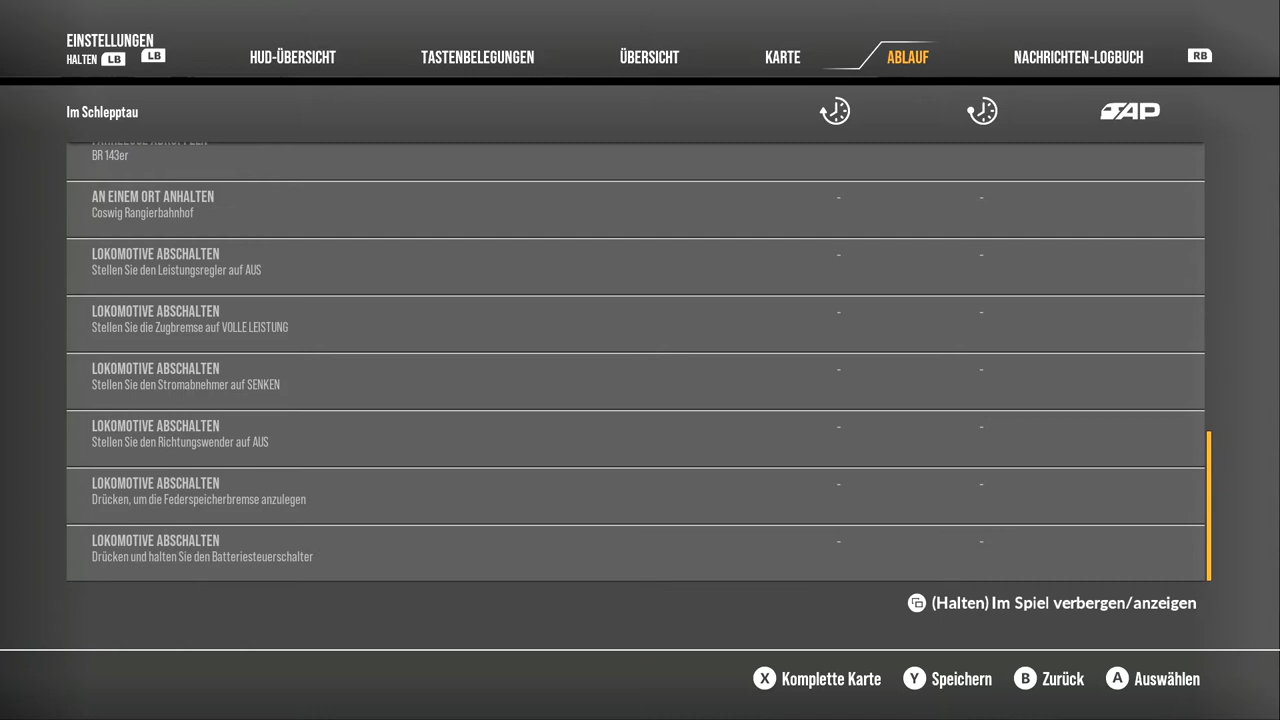 EINSTELLUNGEN
HALTEN LB
LB
HUD-ÜBERSICHT
TASTENBELEGUNGEN
ÜBERSICHT
KARTE
ABLAUF
NACHRICHTEN-LOGBUCH
RB
Im Schlepptau
AP
BR 143er
AN EINEM ORT ANHALTEN
- -
Coswig Rangierbahnhof
LOKOMOTIVE ABSCHALTEN
- -
Stellen Sie den Leistungsregler auf AUS
LOKOMOTIVE ABSCHALTEN
- -
Stellen Sie die Zugbremse auf VOLLE LEISTUNG
LOKOMOTIVE ABSCHALTEN
- -
Stellen Sie den Stromabnehmer auf SENKEN
LOKOMOTIVE ABSCHALTEN
- -
Stellen Sie den Richtungswender auf AUS
LOKOMOTIVE ABSCHALTEN
- -
Drücken, um die Federspeicherbremse anzulegen
LOKOMOTIVE ABSCHALTEN
- -
Drücken und halten Sie den Batteriesteuerschalter
(Halten) Im Spiel verbergen/anzeigen
X Komplette Karte
Y Speichern
B Zurück
A Auswählen